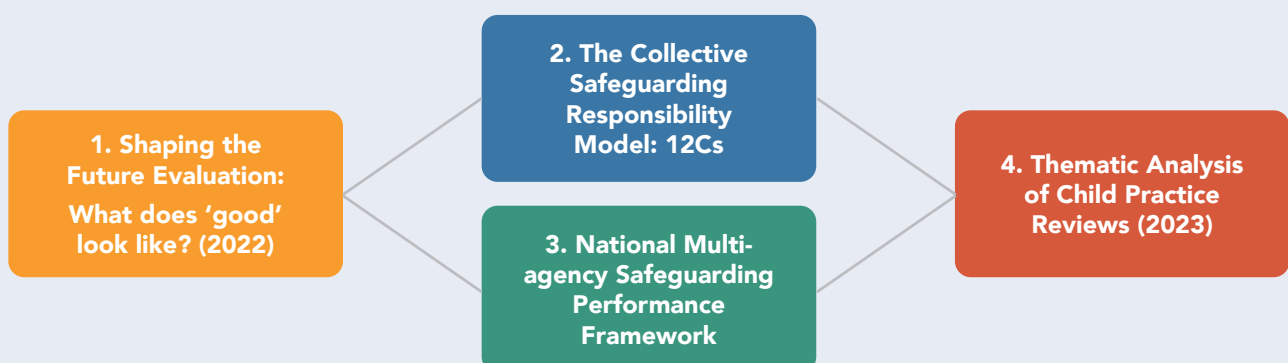 1. Shaping the
Future Evaluation:
What does ‘good’
look like? (2022)
2. The Collective
Safeguarding
Responsibility
Model: 12Cs
3. National Multi-
agency Safeguarding
Performance
Framework
4. Thematic Analysis
of Child Practice
Reviews (2023)